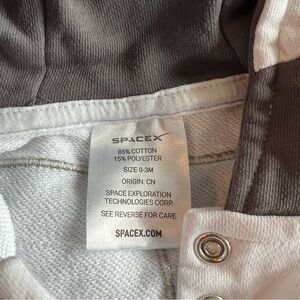 SPACEX
85% COTTON
15% POLYESTER
SIZE 0-3M
ORIGIN: CN
SPACE EXPLORATION
TECHNOLOGIES CORP.
SEE REVERSE FOR CARE
SPACEX.COM